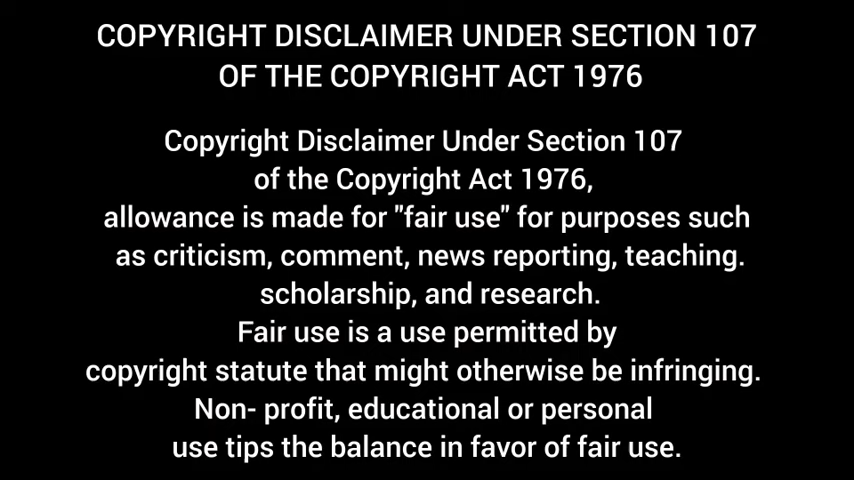 COPYRIGHT DISCLAIMER UNDER SECTION 107
OF THE COPYRIGHT ACT 1976
Copyright Disclaimer Under Section 107
of the Copyright Act 1976,
allowance is made for "fair use" for purposes such
as criticism, comment, news reporting, teaching.
scholarship, and research.
Fair use is a use permitted by
copyright statute that might otherwise be infringing.
Non- profit, educational or personal
use tips the balance in favor of fair use.